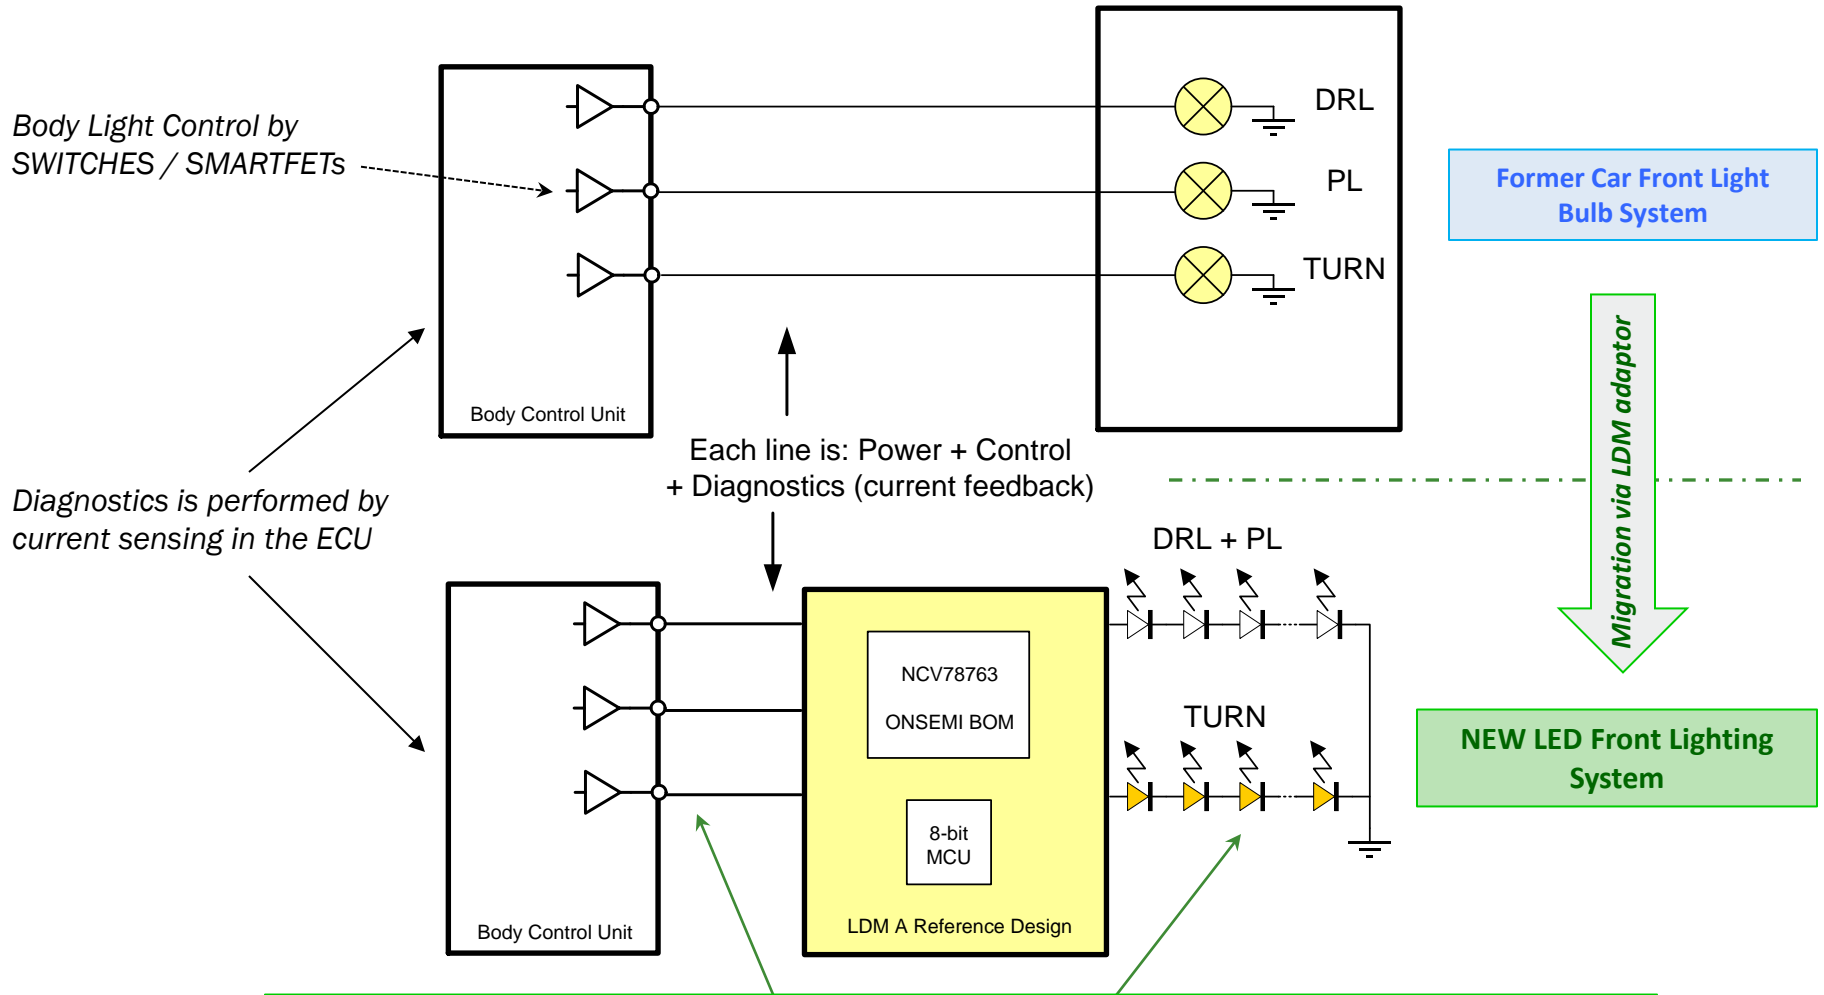 Body Light Control by
SWITCHES / SMARTFETs
DRL
PL
TURN
Body Control Unit
Former Car Front Light
Bulb System
Migration via LDM adaptor
Each line is: Power + Control
+ Diagnostics (current feedback)
Diagnostics is performed by
current sensing in the ECU
DRL + PL
TURN
NCV78763
ONSEMI BOM
8-bit
MCU
LDM A Reference Design
Body Control Unit
NEW LED Front Lighting
System